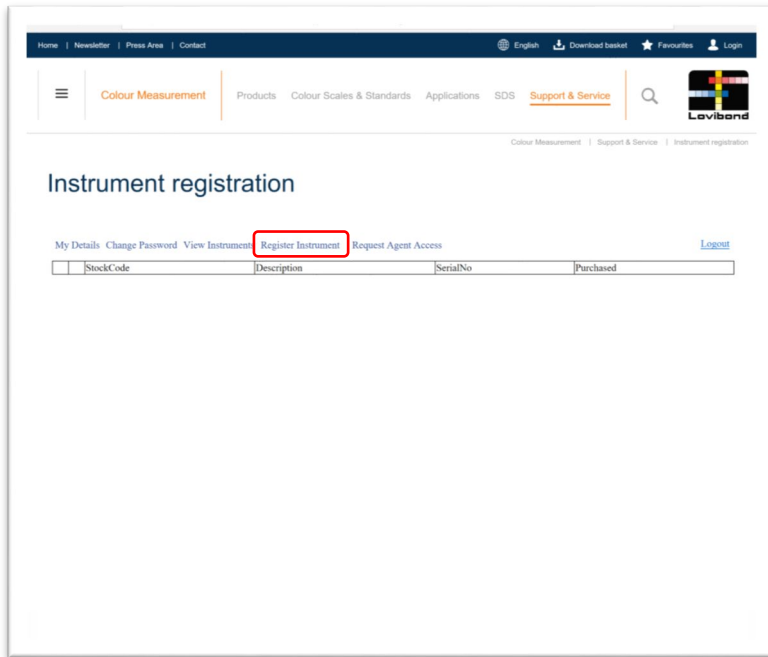 Home | Newsletter | Press Area | Contact English Download basket Favourites Login
Colour Measurement Products Colour Scales & Standards Applications SDS Support & Service Lovibond
Colour Measurement | Support & Service | Instrument registration
Instrument registration
My Details Change Password View Instruments Register Instrument Request Agent Access Logout
StockCode Description SerialNo Purchased